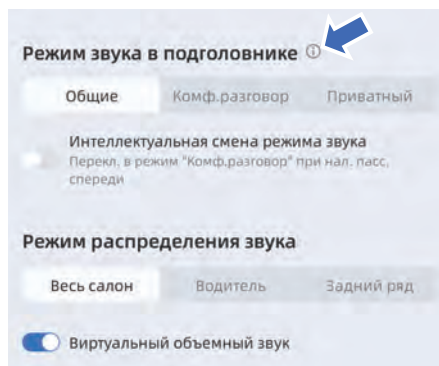 Режим звука в подголовнике
Общие Комф.разговор Приватный
Интеллектуальная смена режима звука
Перекл. в режим "Комф.разговор" при нал. пасс.
спереди
Режим распределения звука
Весь салон Водитель Задний ряд
Виртуальный объемный звук